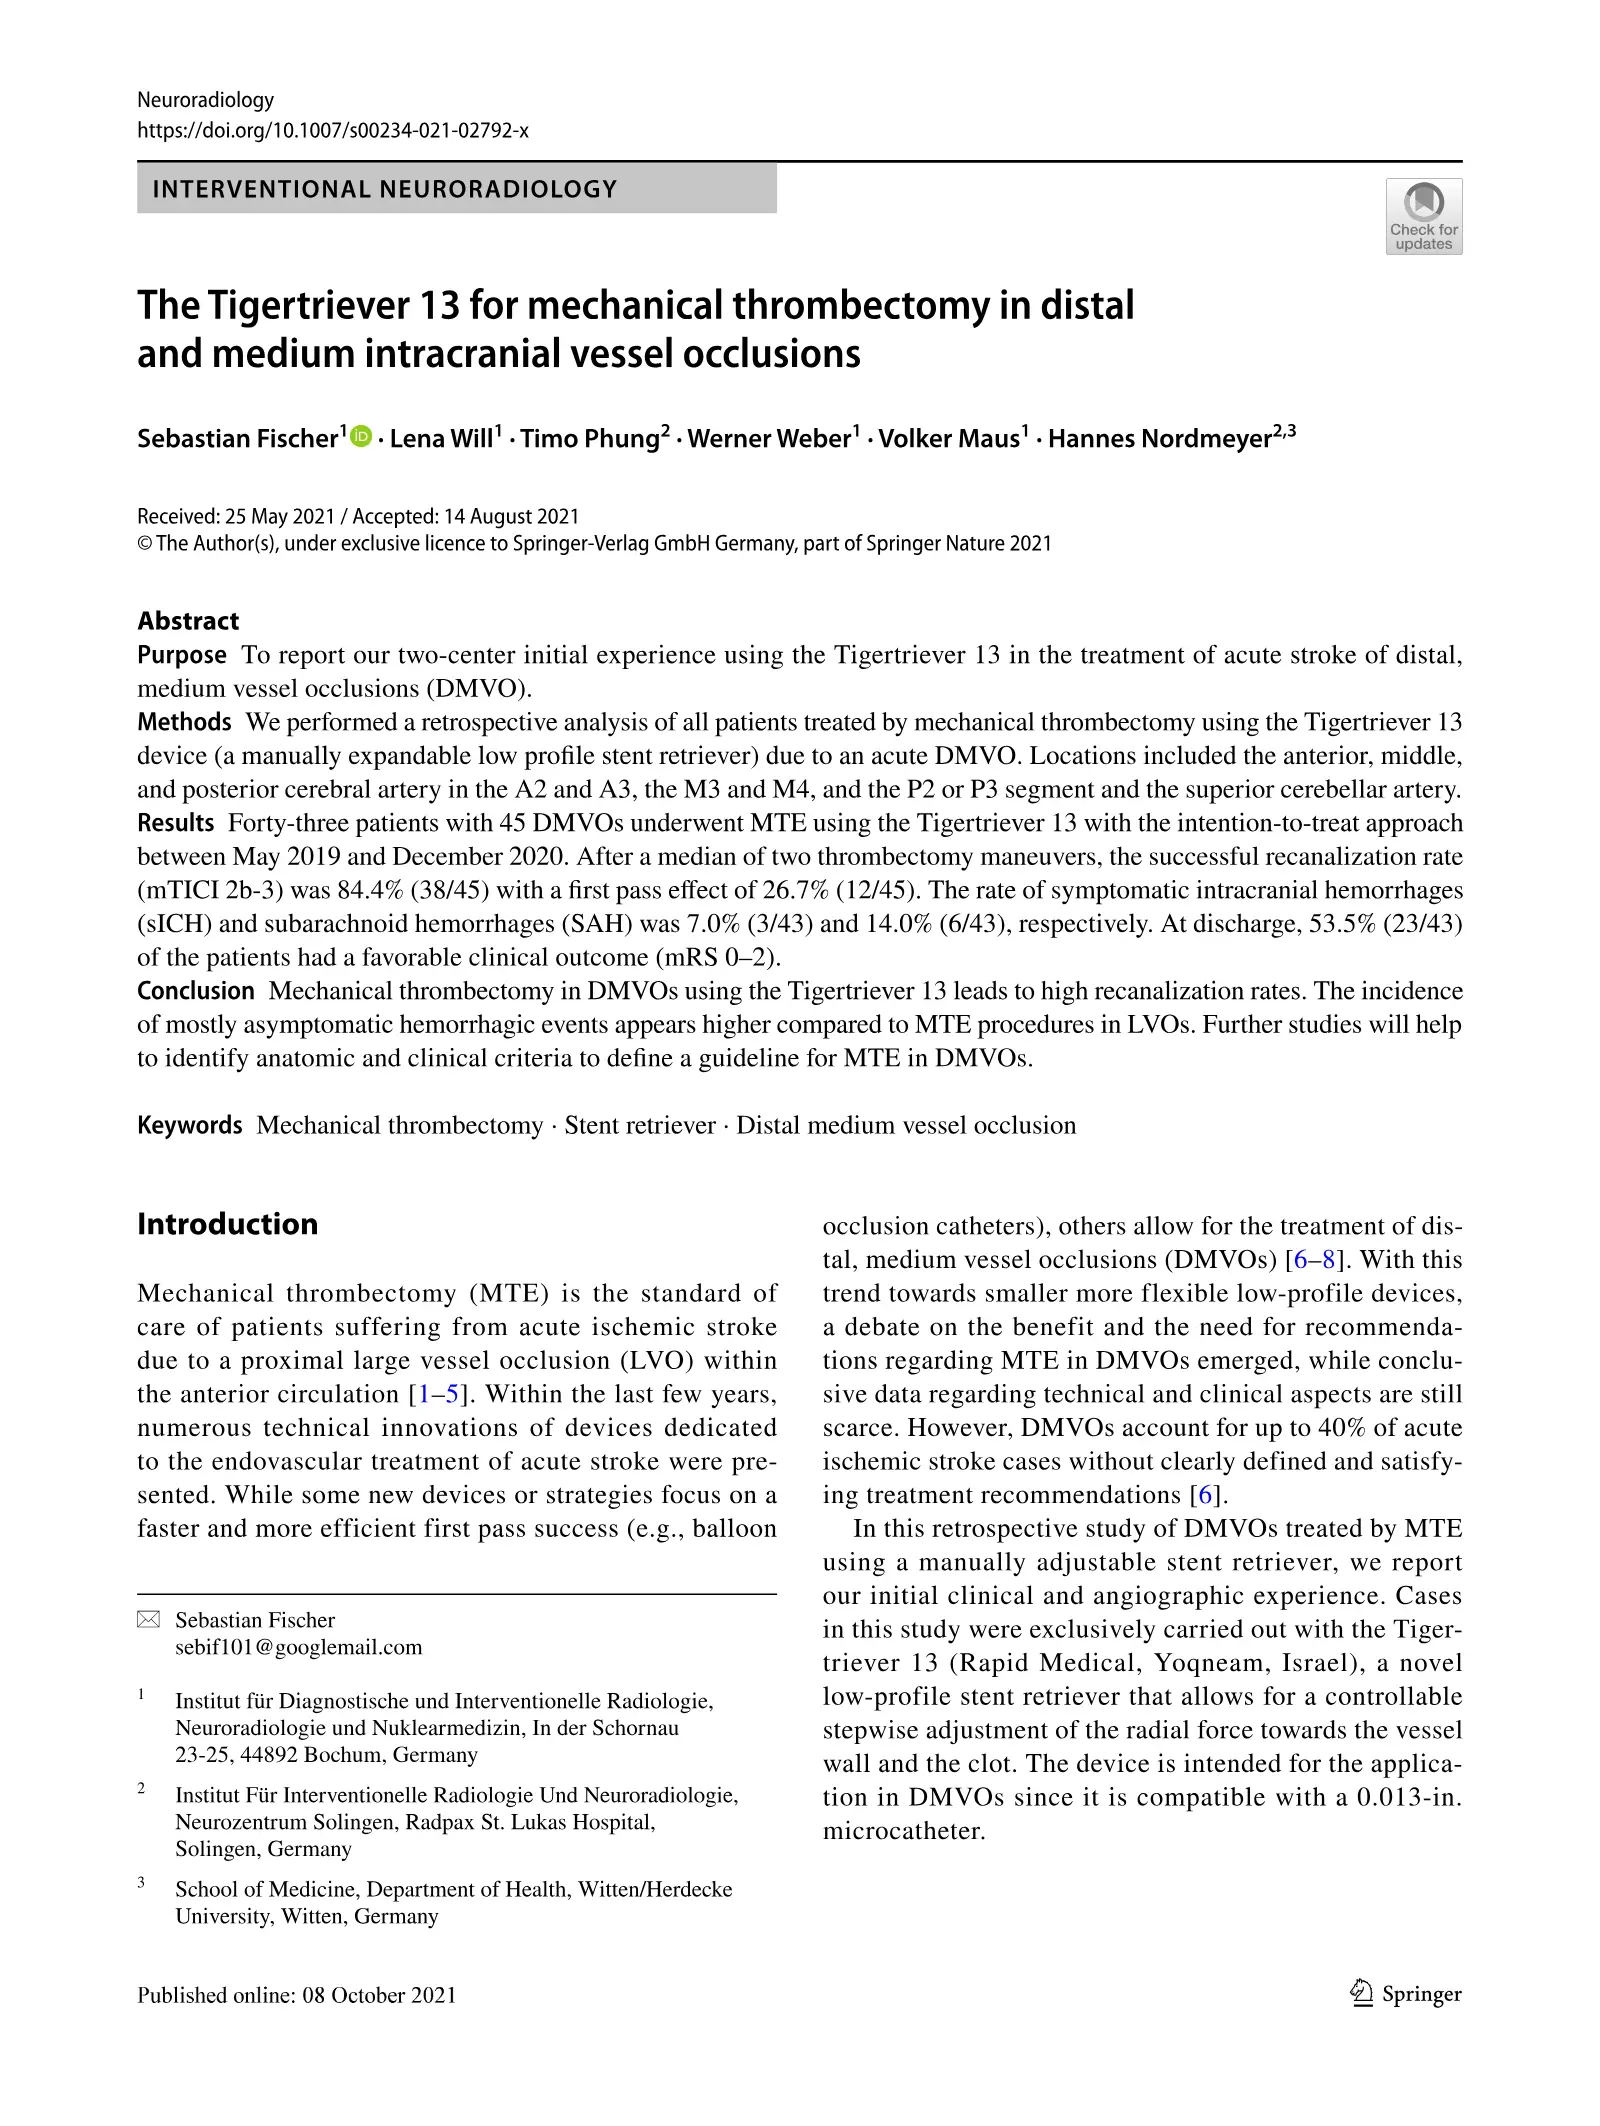 Neuroradiology
https://doi.org/10.1007/s00234-021-02792-x
INTERVENTIONAL NEURORADIOLOGY
Check for
updates
The Tigertriever 13 for mechanical thrombectomy in distal
and medium intracranial vessel occlusions
Sebastian Fischer1 iD · Lena Will1 · Timo Phung2 · Werner Weber1 · Volker Maus1 · Hannes Nordmeyer2,3
Received: 25 May 2021 / Accepted: 14 August 2021
© The Author(s), under exclusive licence to Springer-Verlag GmbH Germany, part of Springer Nature 2021
Abstract
Purpose To report our two-center initial experience using the Tigertriever 13 in the treatment of acute stroke of distal,
medium vessel occlusions (DMVO).
Methods We performed a retrospective analysis of all patients treated by mechanical thrombectomy using the Tigertriever 13
device (a manually expandable low profile stent retriever) due to an acute DMVO. Locations included the anterior, middle,
and posterior cerebral artery in the A2 and A3, the M3 and M4, and the P2 or P3 segment and the superior cerebellar artery.
Results Forty-three patients with 45 DMVOs underwent MTE using the Tigertriever 13 with the intention-to-treat approach
between May 2019 and December 2020. After a median of two thrombectomy maneuvers, the successful recanalization rate
(mTICI 2b-3) was 84.4% (38/45) with a first pass effect of 26.7% (12/45). The rate of symptomatic intracranial hemorrhages
(sICH) and subarachnoid hemorrhages (SAH) was 7.0% (3/43) and 14.0% (6/43), respectively. At discharge, 53.5% (23/43)
of the patients had a favorable clinical outcome (mRS 0–2).
Conclusion Mechanical thrombectomy in DMVOs using the Tigertriever 13 leads to high recanalization rates. The incidence
of mostly asymptomatic hemorrhagic events appears higher compared to MTE procedures in LVOs. Further studies will help
to identify anatomic and clinical criteria to define a guideline for MTE in DMVOs.
Keywords Mechanical thrombectomy · Stent retriever · Distal medium vessel occlusion
Introduction
Mechanical thrombectomy (MTE) is the standard of
care of patients suffering from acute ischemic stroke
due to a proximal large vessel occlusion (LVO) within
the anterior circulation [1–5]. Within the last few years,
numerous technical innovations of devices dedicated
to the endovascular treatment of acute stroke were pre-
sented. While some new devices or strategies focus on a
faster and more efficient first pass success (e.g., balloon
occlusion catheters), others allow for the treatment of dis-
tal, medium vessel occlusions (DMVOs) [6–8]. With this
trend towards smaller more flexible low-profile devices,
a debate on the benefit and the need for recommenda-
tions regarding MTE in DMVOs emerged, while conclu-
sive data regarding technical and clinical aspects are still
scarce. However, DMVOs account for up to 40% of acute
ischemic stroke cases without clearly defined and satisfy-
ing treatment recommendations [6].
In this retrospective study of DMVOs treated by MTE
using a manually adjustable stent retriever, we report
our initial clinical and angiographic experience. Cases
in this study were exclusively carried out with the Tiger-
triever 13 (Rapid Medical, Yoqneam, Israel), a novel
low-profile stent retriever that allows for a controllable
stepwise adjustment of the radial force towards the vessel
wall and the clot. The device is intended for the applica-
tion in DMVOs since it is compatible with a 0.013-in.
microcatheter.
Sebastian Fischer
sebif101@googlemail.com
1 Institut für Diagnostische und Interventionelle Radiologie,
Neuroradiologie und Nuklearmedizin, In der Schornau
23-25, 44892 Bochum, Germany
2 Institut Für Interventionelle Radiologie Und Neuroradiologie,
Neurozentrum Solingen, Radpax St. Lukas Hospital,
Solingen, Germany
3 School of Medicine, Department of Health, Witten/Herdecke
University, Witten, Germany
Published online: 08 October 2021
Springer